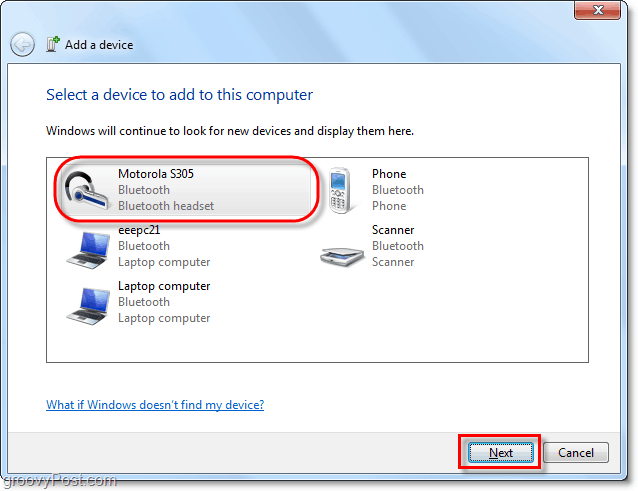 Add a device
Select a device to add to this computer
Windows will continue to look for new devices and display them here.
Motorola S305
Bluetooth
Bluetooth headset
Phone
Bluetooth
Phone
eeepc21
Bluetooth
Laptop computer
Scanner
Bluetooth
Scanner
Laptop computer
Bluetooth
Laptop computer
What if Windows doesn't find my device?
Next
Cancel
groovyPost.com